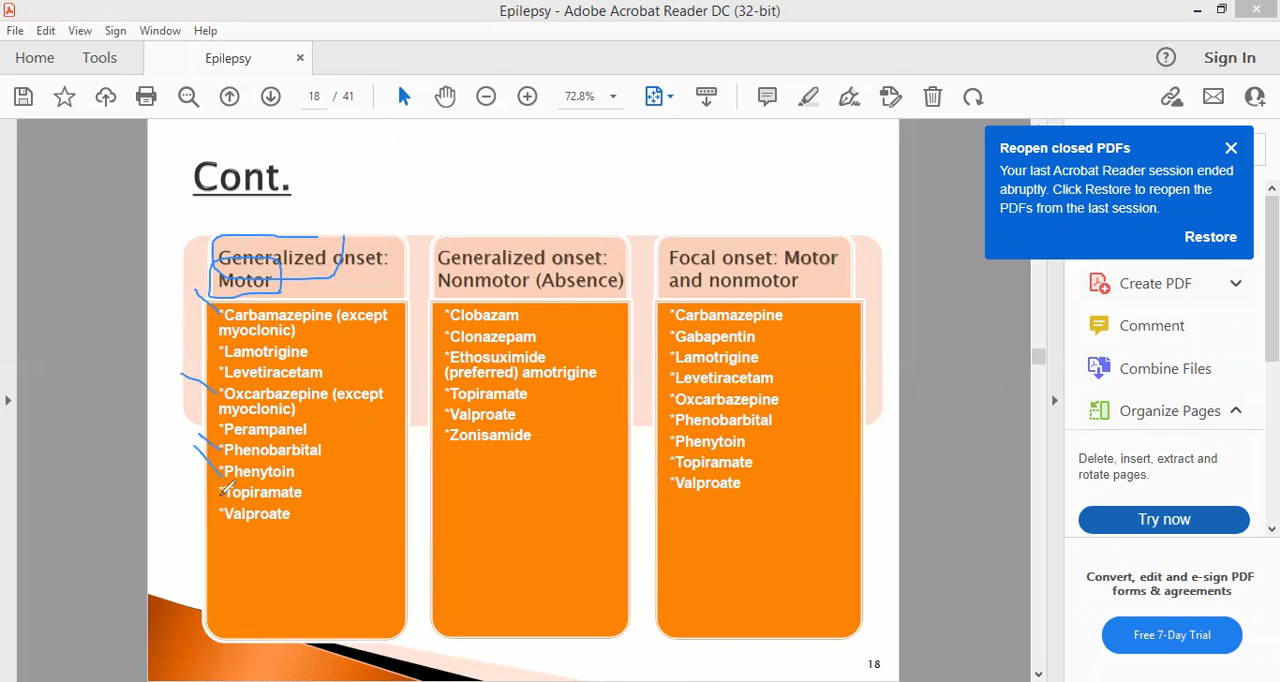 Epilepsy - Adobe Acrobat Reader DC (32-bit)
File Edit View Sign Window Help
Home Tools Epilepsy × ? Sign In
18 / 41 72.8%
Reopen closed PDFs
Your last Acrobat Reader session ended
abruptly. Click Restore to reopen the
PDFs from the last session.
Restore
Cont.
Generalized onset:
Motor
*Carbamazepine (except
myoclonic)
*Lamotrigine
*Levetiracetam
*Oxcarbazepine (except
myoclonic)
*Perampanel
*Phenobarbital
*Phenytoin
*Topiramate
*Valproate
Generalized onset:
Nonmotor (Absence)
*Clobazam
*Clonazepam
*Ethosuximide
(preferred) amotrigine
*Topiramate
*Valproate
*Zonisamide
Focal onset: Motor
and nonmotor
*Carbamazepine
*Gabapentin
*Lamotrigine
*Levetiracetam
*Oxcarbazepine
*Phenobarbital
*Phenytoin
*Topiramate
*Valproate
18
Create PDF
Comment
Combine Files
Organize Pages
Delete, insert, extract and
rotate pages.
Try now
Convert, edit and e-sign PDF
forms & agreements
Free 7-Day Trial